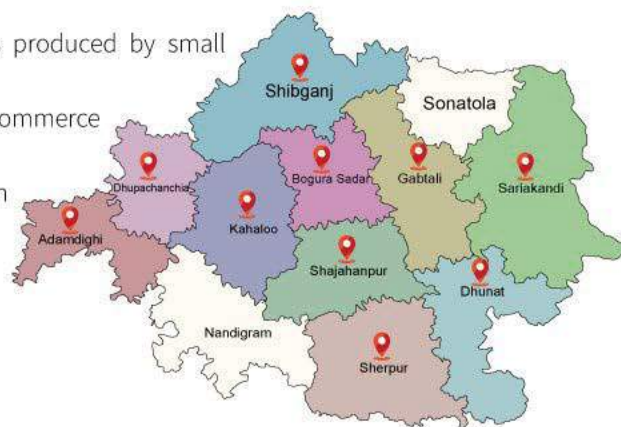 produced by small
ommerce
Shibganj
Sonatola
Dhupachanchia
Bogura Sadar
Gabtali
Sariakandi
Kahaloo
Adamdighi
Shajahanpur
Dhunat
Nandigram
Sherpur